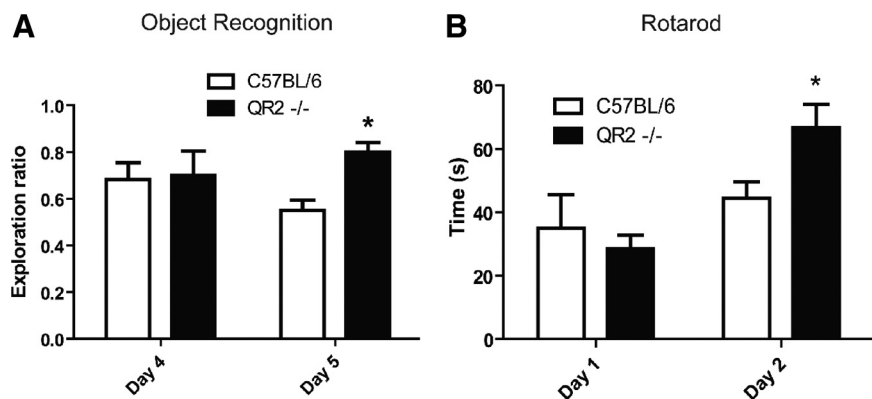 A
Object Recognition
C57BL/6
QR2 -/-
1.0
0.8
0.6
0.4
0.2
0.0
Exploration ratio
*
Day 4
Day 5
B
Rotarod
C57BL/6
QR2 -/-
80
60
40
20
0
Time (s)
*
Day 1
Day 2